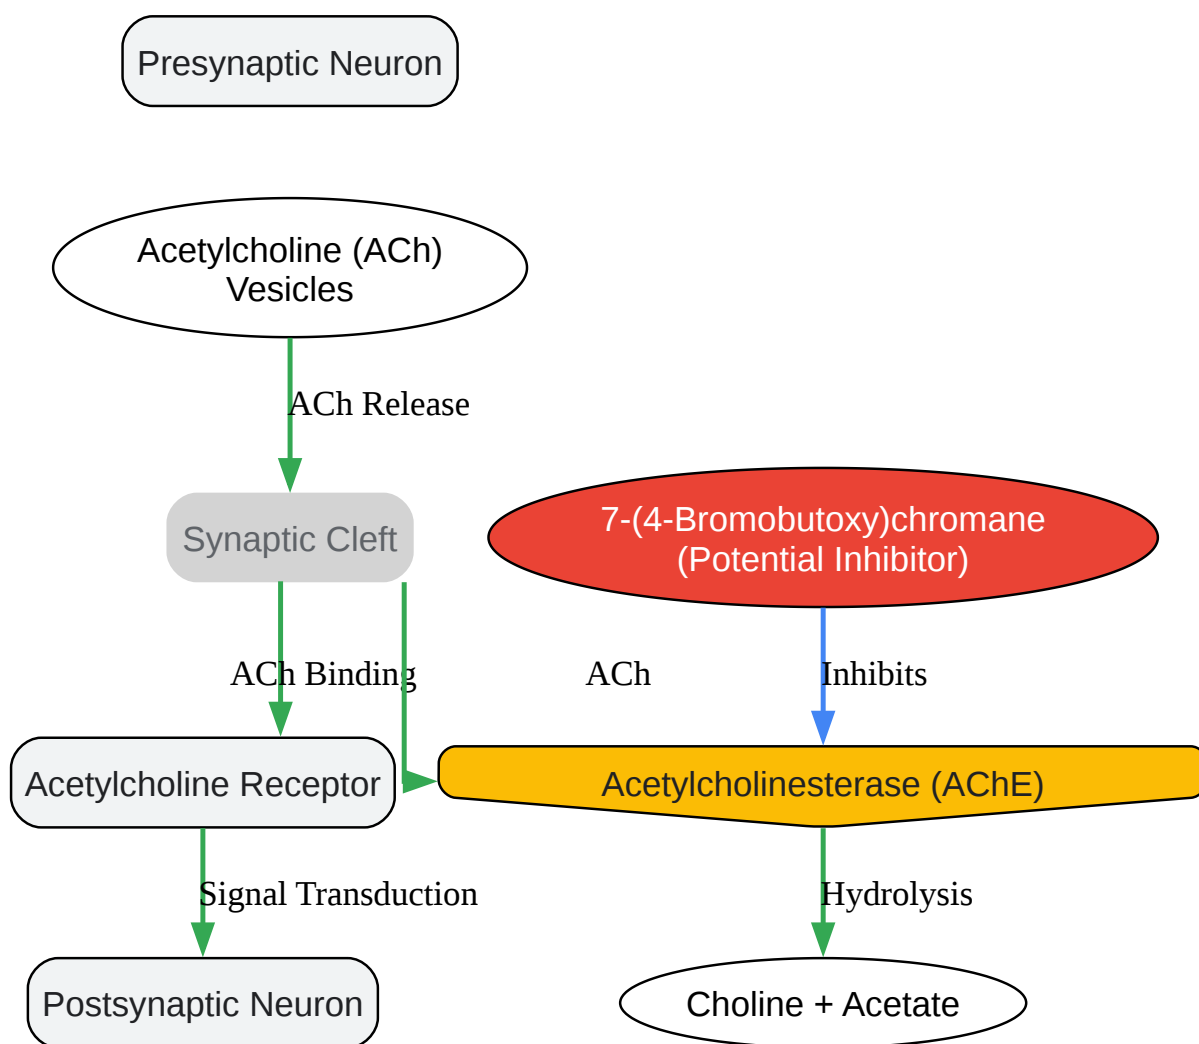 Presynaptic Neuron
Acetylcholine (ACh)
Vesicles
ACh Release
Synaptic Cleft
7-(4-Bromobutoxy)chromane
(Potential Inhibitor)
ACh Binding
ACh
Inhibits
Acetylcholine Receptor
Acetylcholinesterase (AChE)
Signal Transduction
Hydrolysis
Postsynaptic Neuron
Choline + Acetate